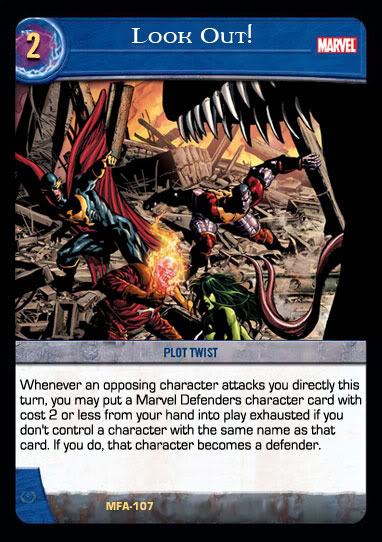 2
Look Out!
MARVEL
PLOT TWIST
Whenever an opposing character attacks you directly this
turn, you may put a Marvel Defenders character card with
cost 2 or less from your hand into play exhausted if you
don't control a character with the same name as that
card. If you do, that character becomes a defender.
MFA-107